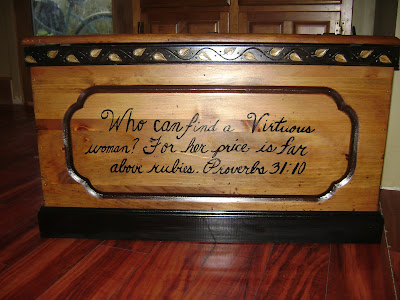 Who can find a Virtuous
woman? For her price is far
above rubies. Proverbs 31:10